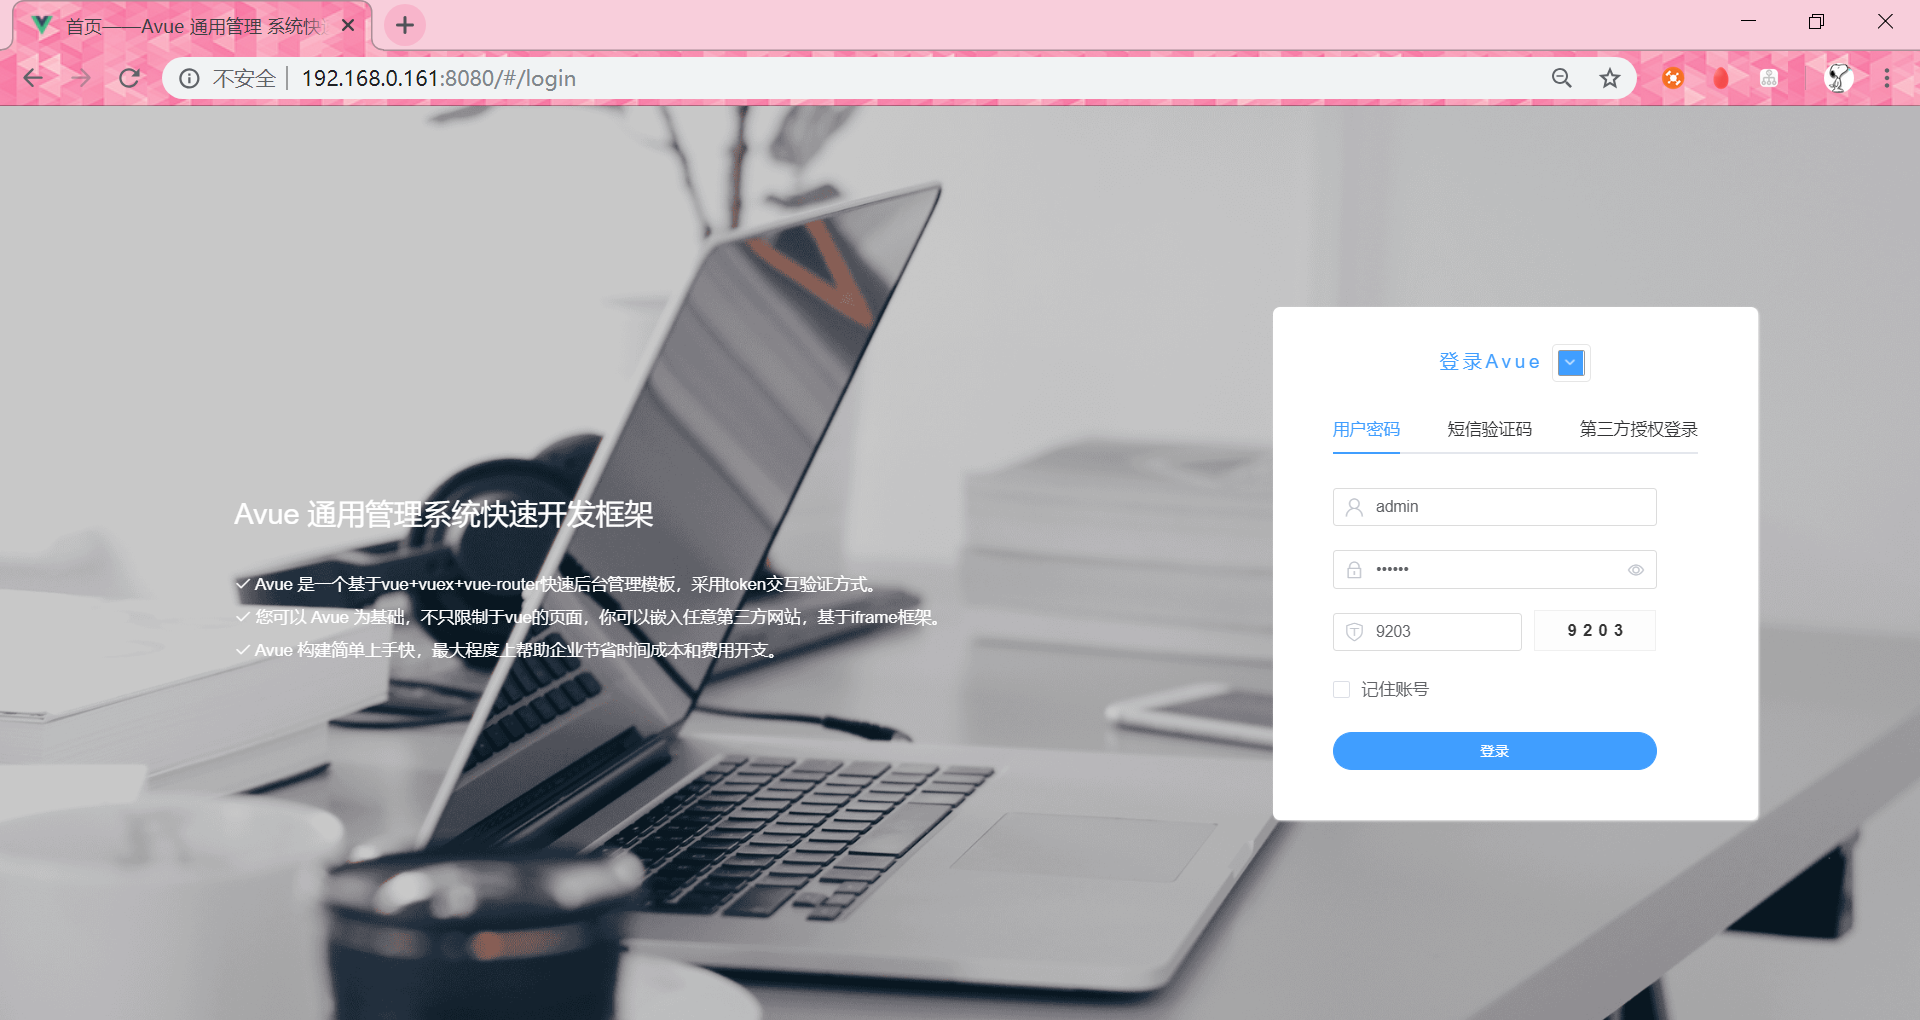 首页——Avue 通用管理 系统快
不安全
192.168.0.161:8080/#/login
登录Avue
用户密码 短信验证码 第三方授权登录
admin
••••••
9203 9203
记住账号
登录
Avue 通用管理系统快速开发框架
Avue 是一个基于vue+vuex+vue-router快速后台管理模板，采用token交互验证方式。
您可以 Avue 为基础，不只限制于vue的页面，你可以嵌入任意第三方网站，基于iframe框架。
Avue 构建简单上手快，最大程度上帮助企业节省时间成本和费用开支。